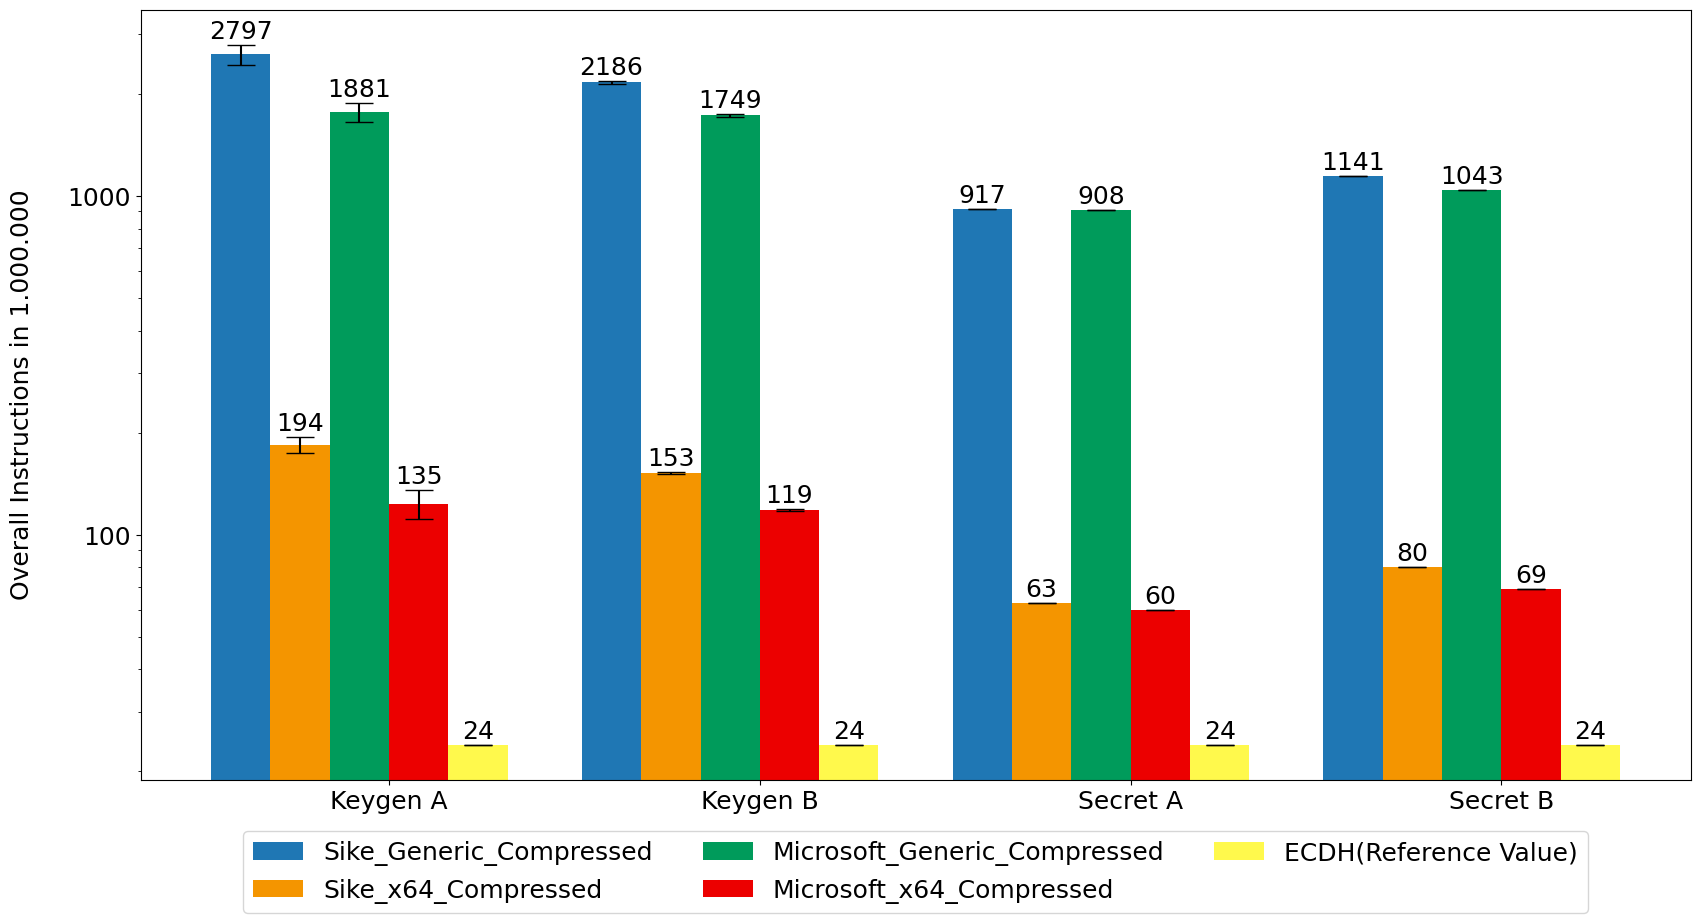 2797
2186
1881
1749
1141
1043
1000
917
908
194
153
135
119
100
80
69
63
60
24
24
24
24
Overall Instructions in 1.000.000
Keygen A
Keygen B
Secret A
Secret B
Sike_Generic_Compressed
Microsoft_Generic_Compressed
ECDH(Reference Value)
Sike_x64_Compressed
Microsoft_x64_Compressed